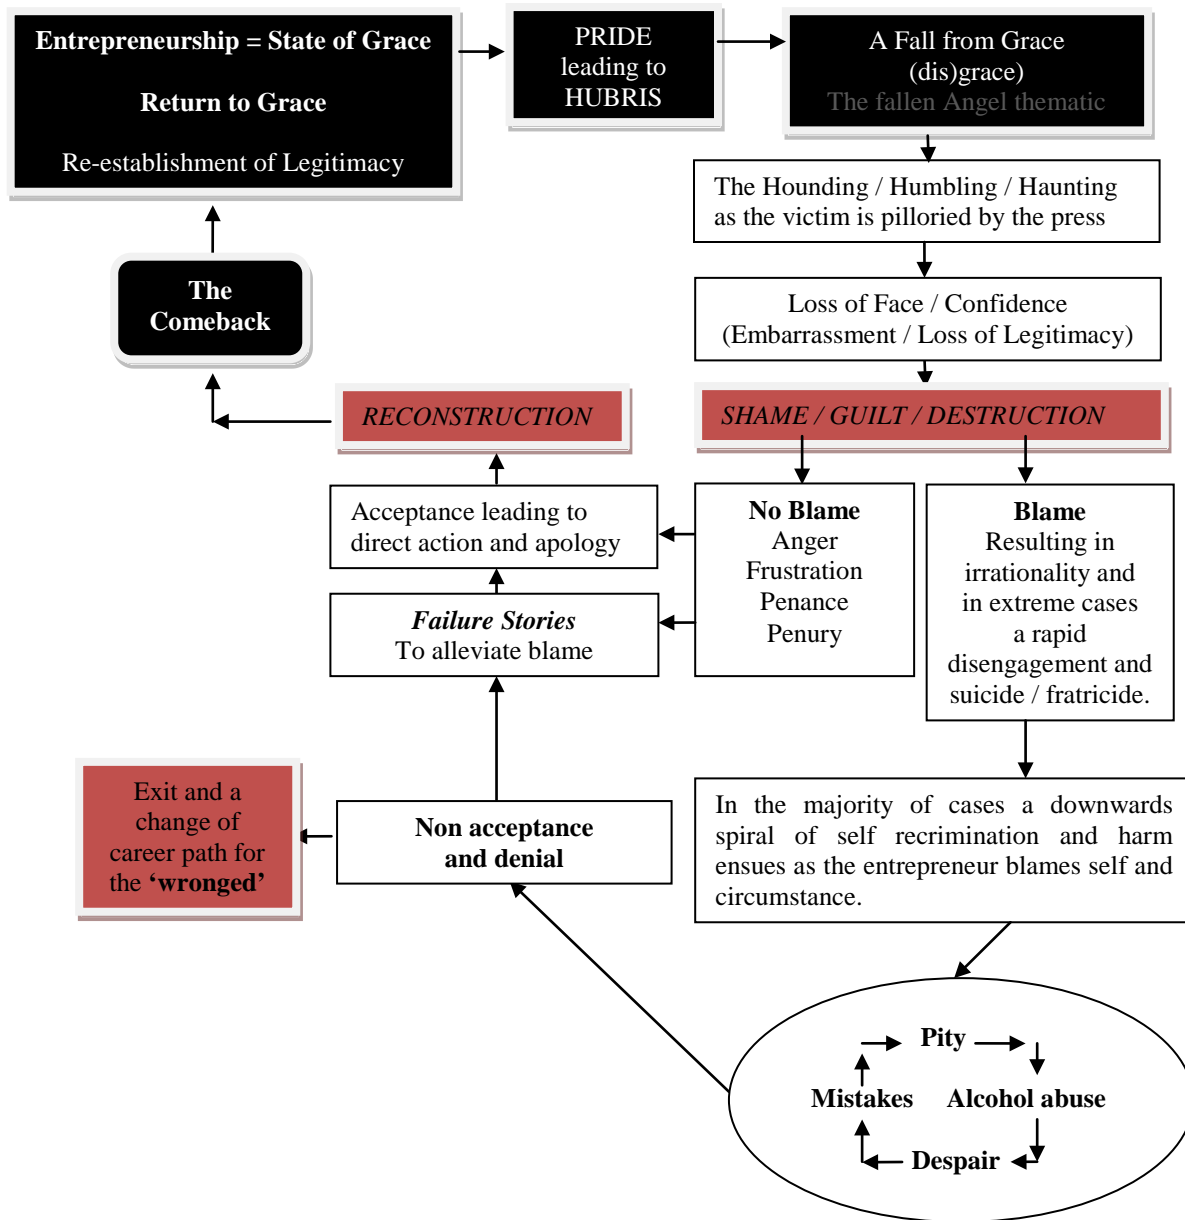 Entrepreneurship = State of Grace
Return to Grace
Re-establishment of Legitimacy
PRIDE
leading to
HUBRIS
A Fall from Grace
(dis)grace)
The fallen Angel thematic
The Hounding / Humbling / Haunting
as the victim is pilloried by the press
Loss of Face / Confidence
(Embarrassment / Loss of Legitimacy)
The
Comeback
RECONSTRUCTION
SHAME / GUILT / DESTRUCTION
Acceptance leading to
direct action and apology
Failure Stories
To alleviate blame
No Blame
Anger
Frustration
Penance
Penury
Blame
Resulting in
irrationality and
in extreme cases
a rapid
disengagement and
suicide / fratricide.
Exit and a
change of
career path for
the ‘wronged’
Non acceptance
and denial
In the majority of cases a downwards
spiral of self recrimination and harm
ensues as the entrepreneur blames self and
circumstance.
Pity
Mistakes
Alcohol abuse
Despair